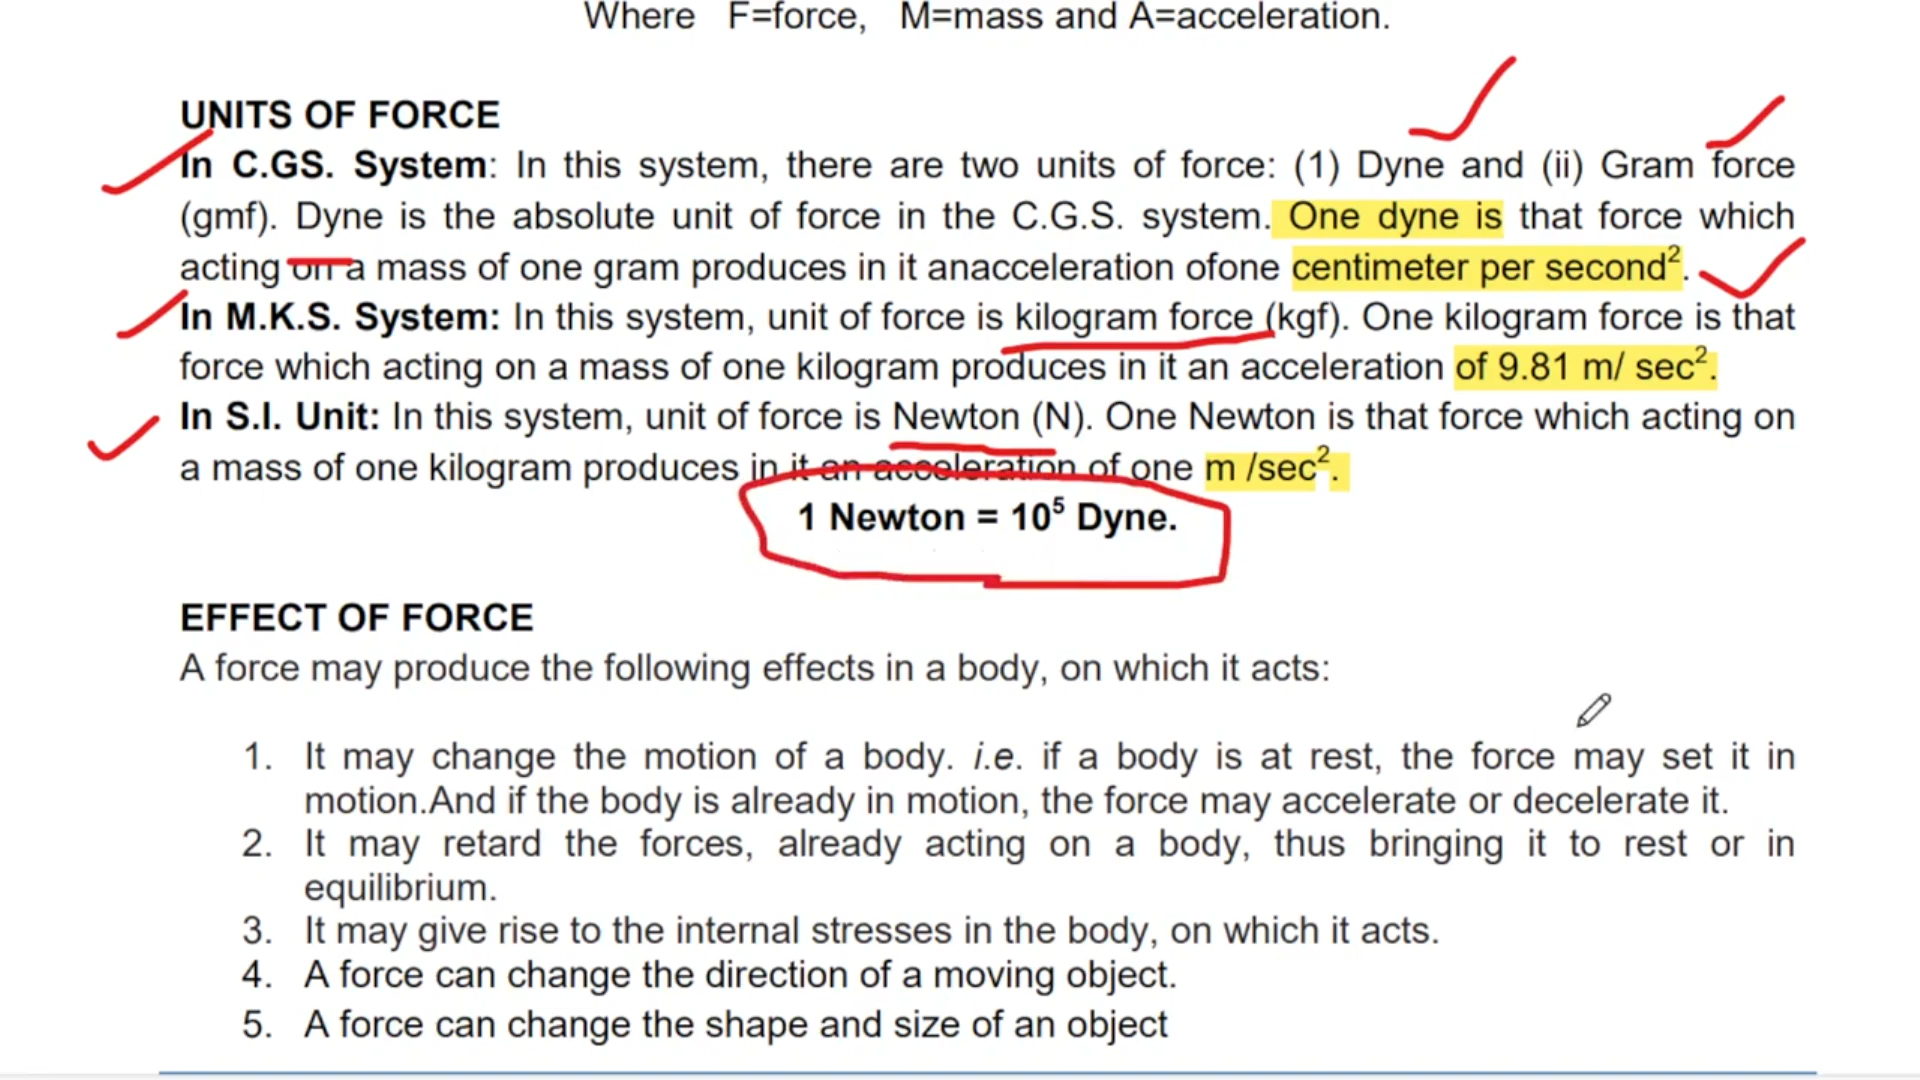 Where F=force, M=mass and A=acceleration.
UNITS OF FORCE
In C.GS. System: In this system, there are two units of force: (1) Dyne and (ii) Gram force
(gmf). Dyne is the absolute unit of force in the C.G.S. system. One dyne is that force which
acting on a mass of one gram produces in it anacceleration ofone centimeter per second².
In M.K.S. System: In this system, unit of force is kilogram force (kgf). One kilogram force is that
force which acting on a mass of one kilogram produces in it an acceleration of 9.81 m/ sec².
In S.I. Unit: In this system, unit of force is Newton (N). One Newton is that force which acting on
a mass of one kilogram produces in it an acceleration of one m /sec².
1 Newton = 10⁵ Dyne.
EFFECT OF FORCE
A force may produce the following effects in a body, on which it acts:
1. It may change the motion of a body. i.e. if a body is at rest, the force may set it in
motion.And if the body is already in motion, the force may accelerate or decelerate it.
2. It may retard the forces, already acting on a body, thus bringing it to rest or in
equilibrium.
3. It may give rise to the internal stresses in the body, on which it acts.
4. A force can change the direction of a moving object.
5. A force can change the shape and size of an object